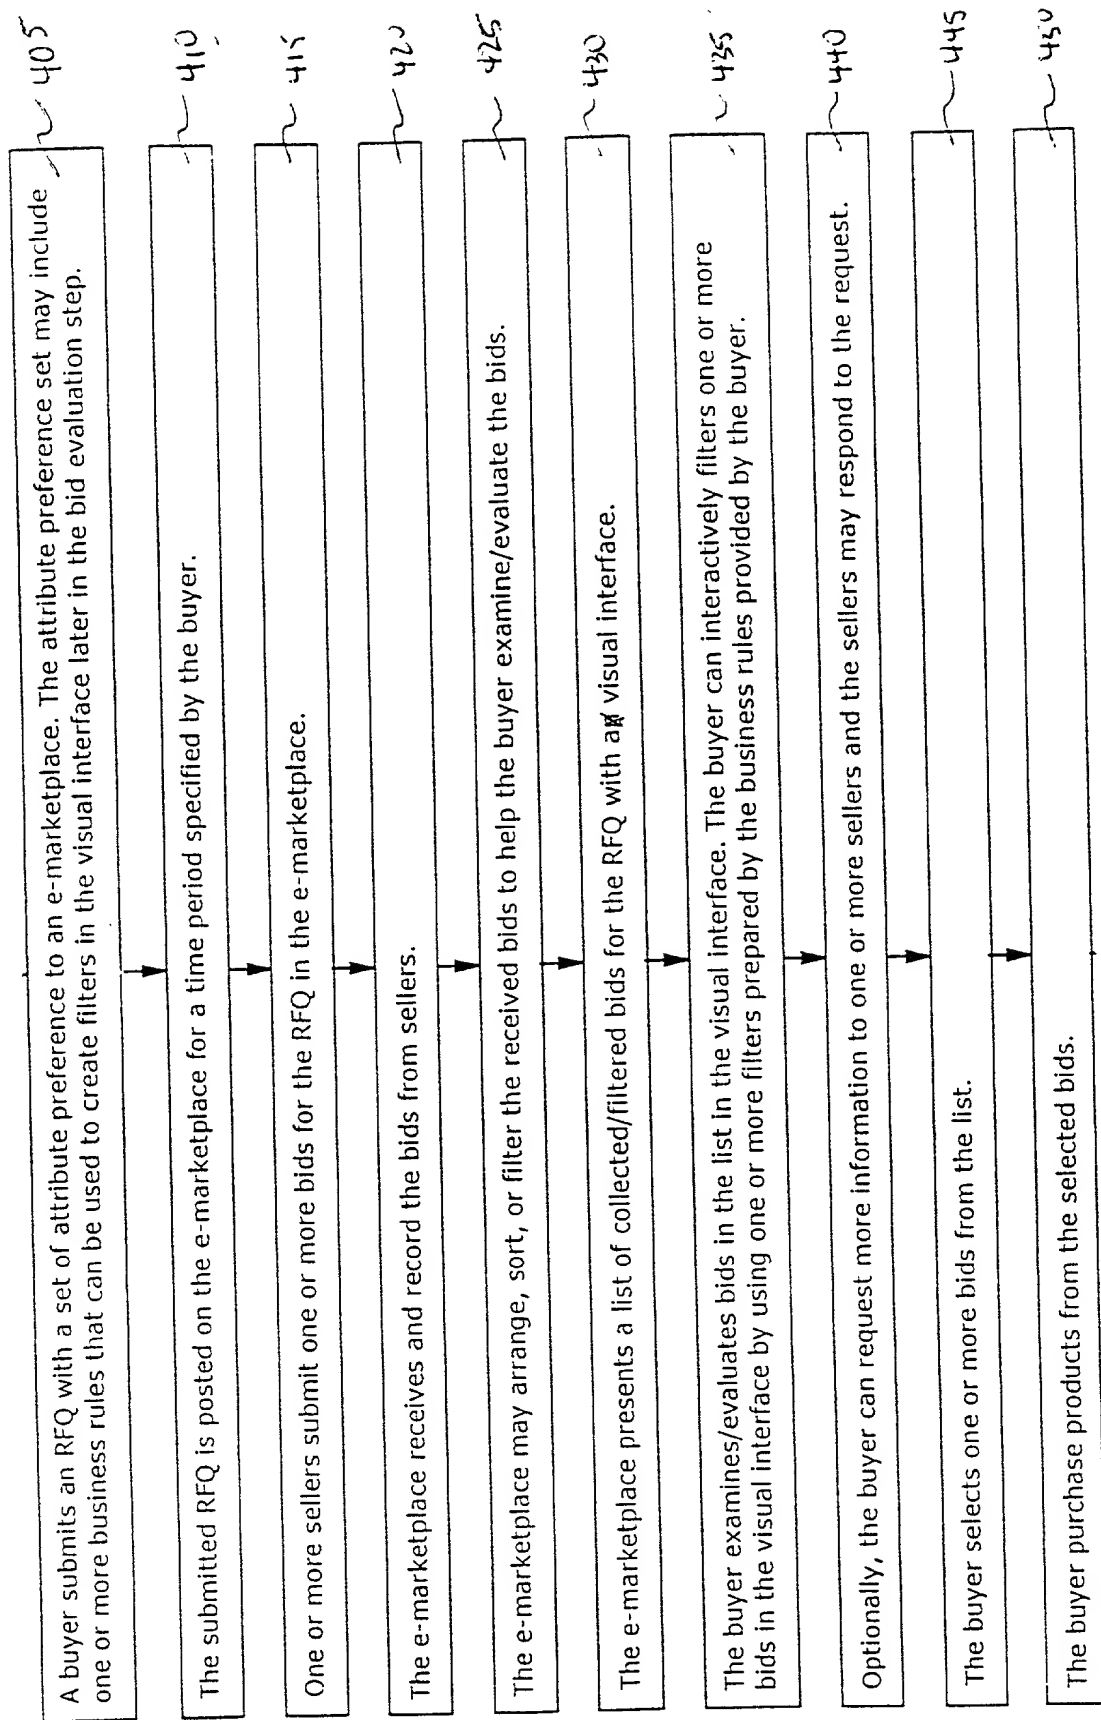 A buyer submits an RFQ with a set of attribute preference to an e-marketplace. The attribute preference set may include
one or more business rules that can be used to create filters in the visual interface later in the bid evaluation step.
405
The submitted RFQ is posted on the e-marketplace for a time period specified by the buyer.
410
One or more sellers submit one or more bids for the RFQ in the e-marketplace.
415
The e-marketplace receives and record the bids from sellers.
420
The e-marketplace may arrange, sort, or filter the received bids to help the buyer examine/evaluate the bids.
425
The e-marketplace presents a list of collected/filtered bids for the RFQ with a visual interface.
430
The buyer examines/evaluates bids in the list in the visual interface. The buyer can interactively filters one or more
bids in the visual interface by using one or more filters prepared by the business rules provided by the buyer.
435
Optionally, the buyer can request more information to one or more sellers and the sellers may respond to the request.
440
The buyer selects one or more bids from the list.
445
The buyer purchase products from the selected bids.
450